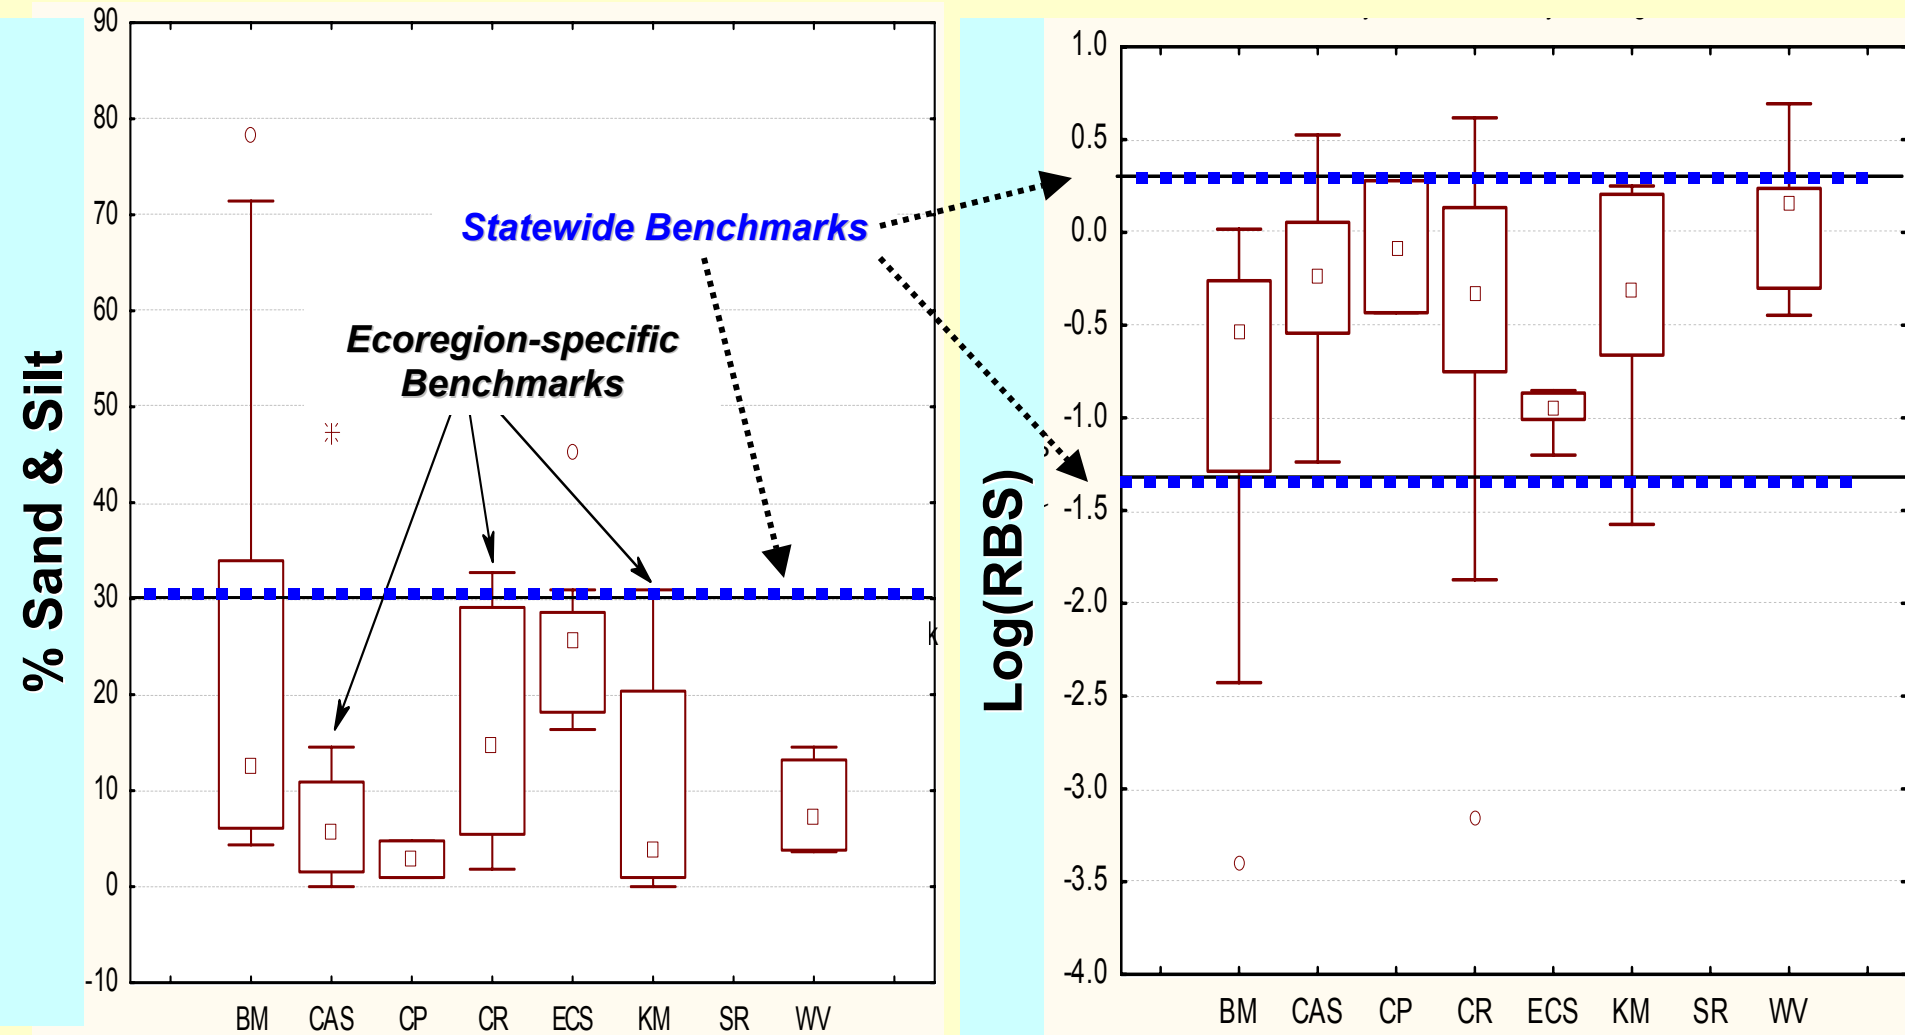 % Sand & Silt
90
80
70
60
50
40
30
20
10
0
-10
BM CAS CP CR ECS KM SR WV
Statewide Benchmarks
Ecoregion-specific
Benchmarks
k
Log(RBS)
1.0
0.5
0.0
-0.5
-1.0
-1.5
-2.0
-2.5
-3.0
-3.5
-4.0
BM CAS CP CR ECS KM SR WV